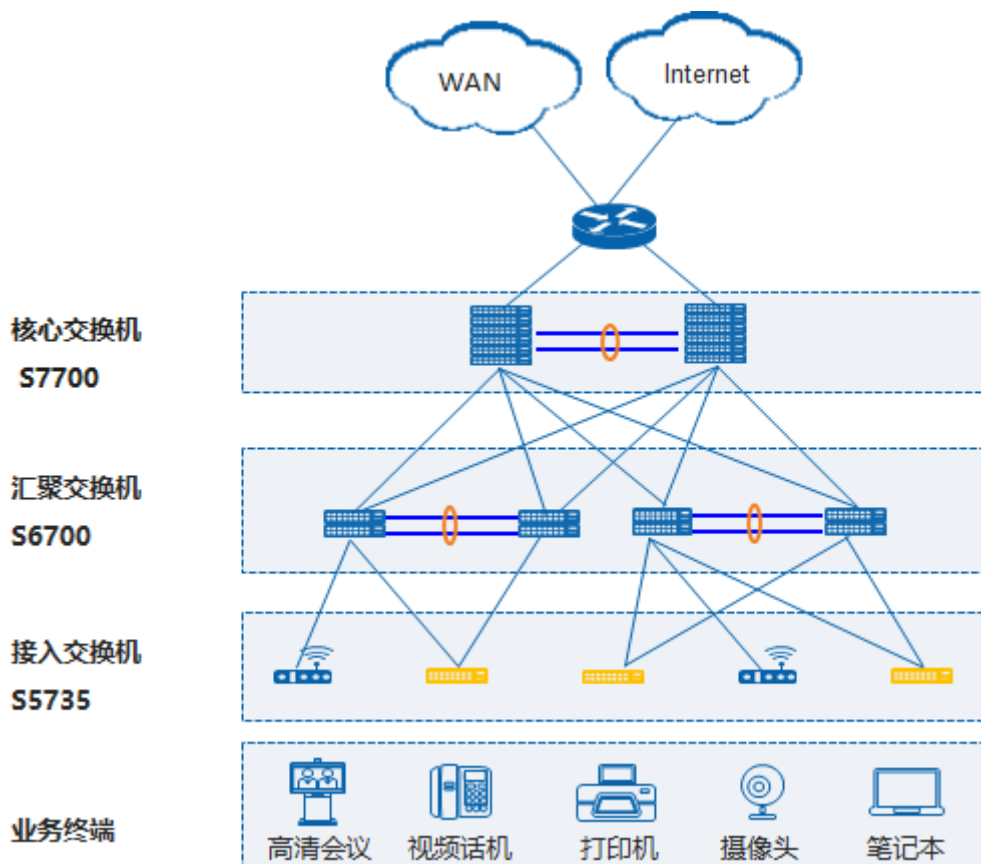 WAN
Internet
核心交换机
S7700
汇聚交换机
S6700
接入交换机
S5735
业务终端
高清会议
视频话机
打印机
摄像头
笔记本